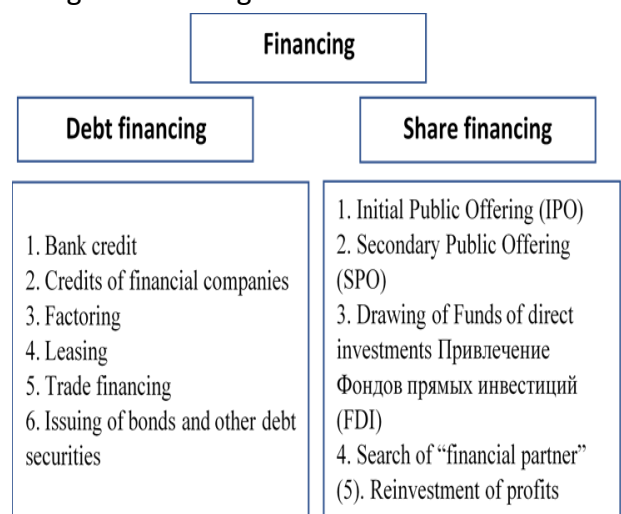 Financing
Debt financing
Share financing
1. Bank credit
2. Credits of financial companies
3. Factoring
4. Leasing
5. Trade financing
6. Issuing of bonds and other debt
securities
1. Initial Public Offering (IPO)
2. Secondary Public Offering
(SPO)
3. Drawing of Funds of direct
investments Привлечение
Фондов прямых инвестиций
(FDI)
4. Search of “financial partner”
(5). Reinvestment of profits